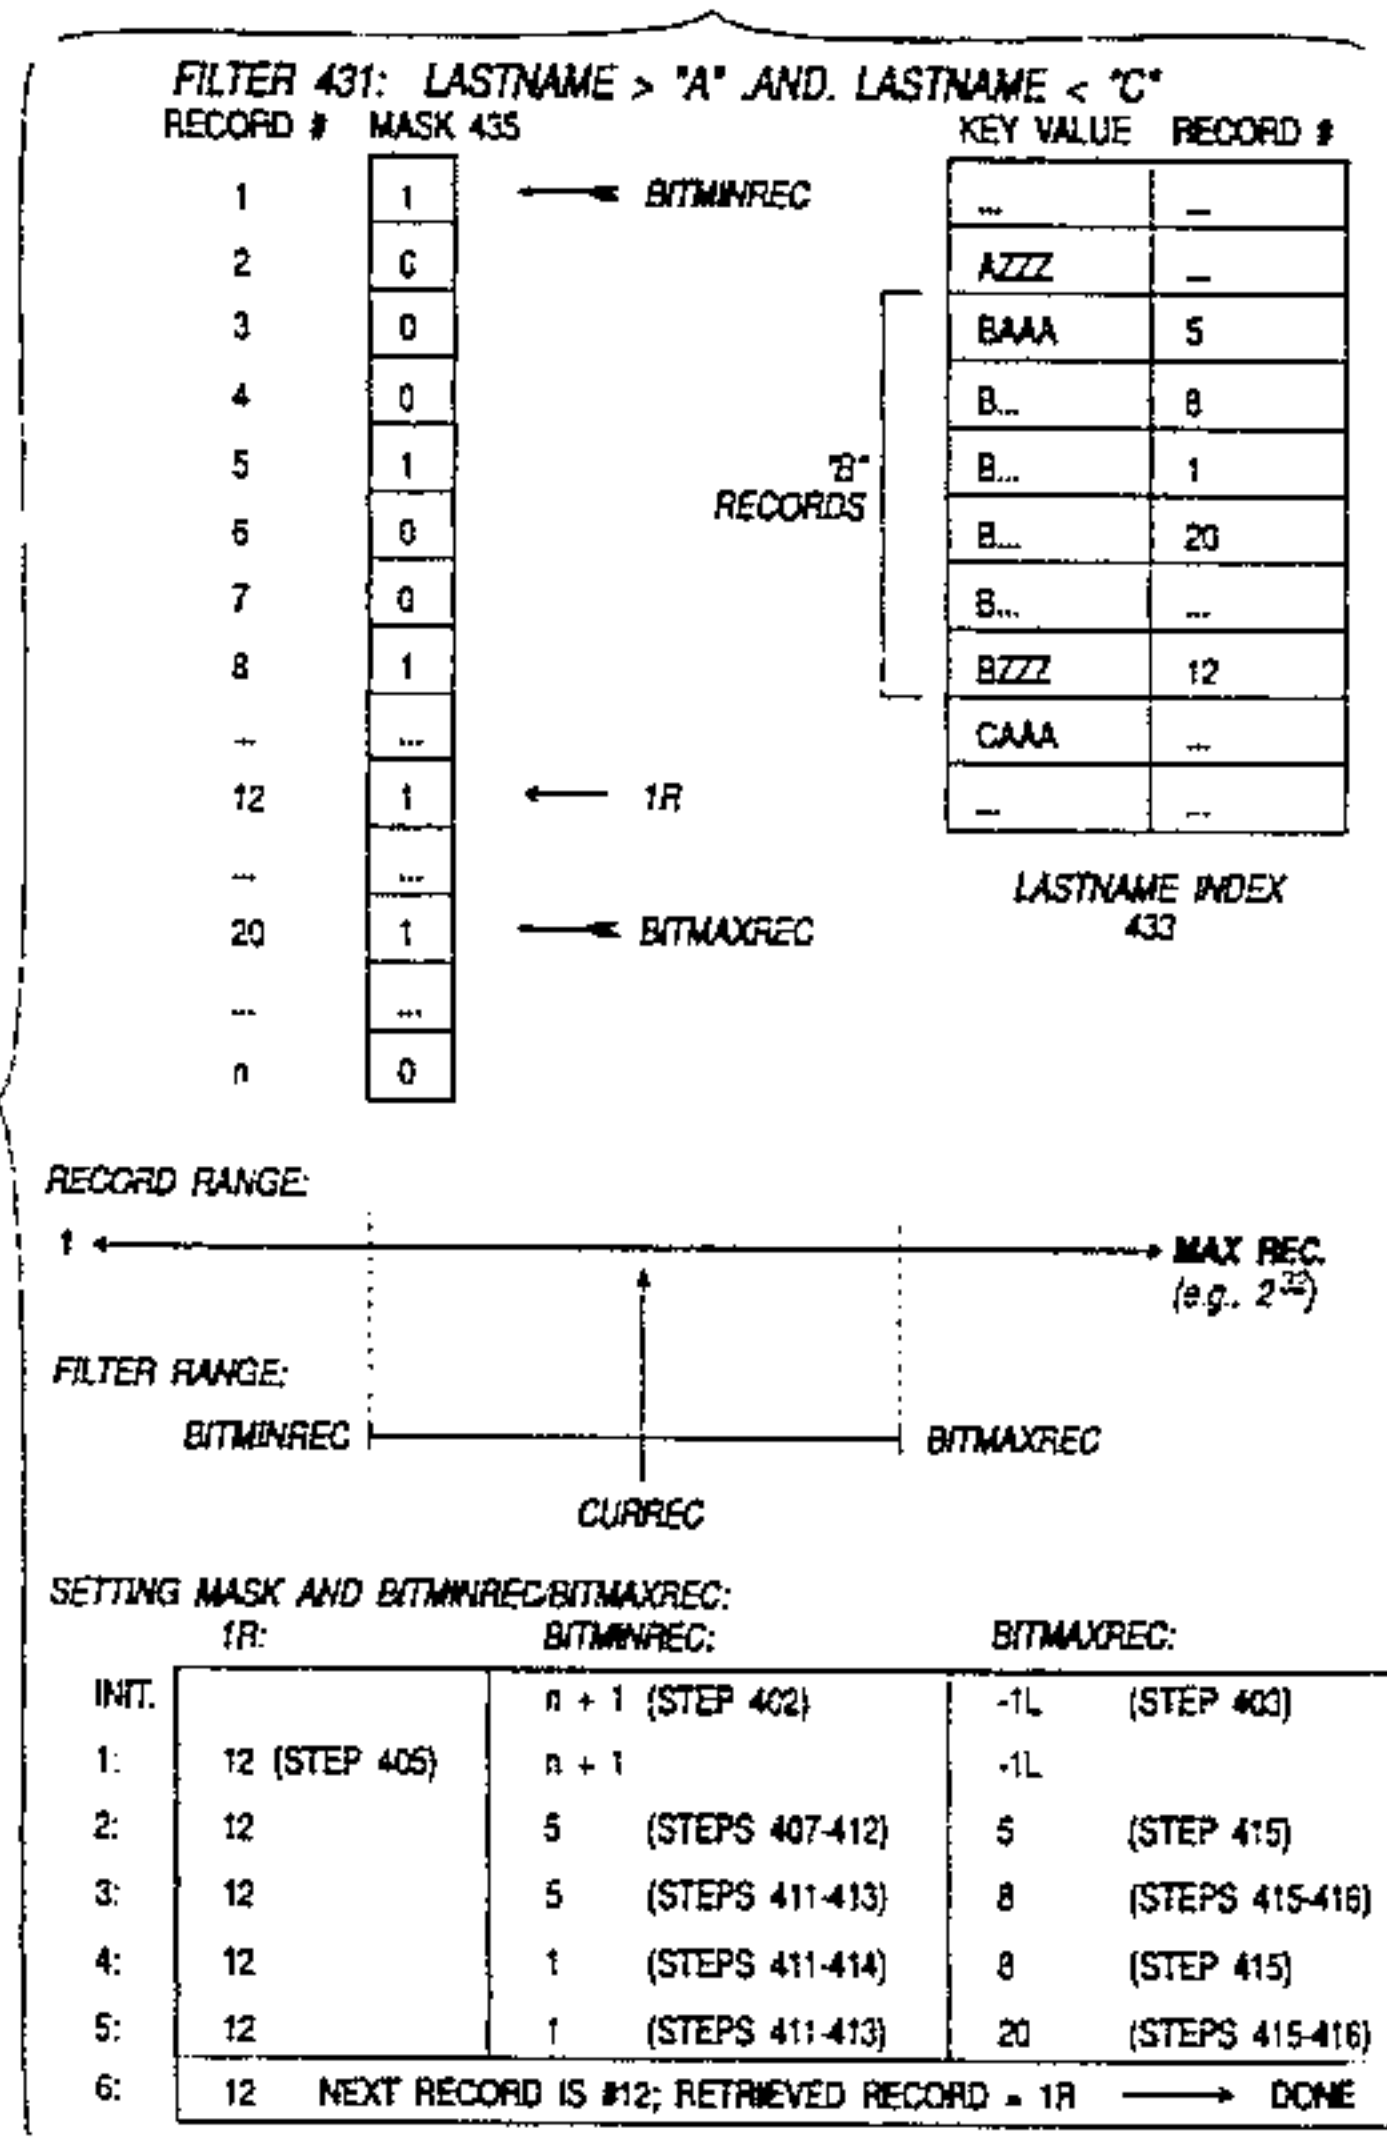 FILTER 431: LASTNAME > "A" .AND. LASTNAME < "C"
RECORD # MASK 435
1 1 BITMINREC
2 0
3 0
4 0
5 1
6 0
7 0
8 1
... ...
12 1 1R
... ...
20 1 BITMAXREC
... ...
n 0
KEY VALUE RECORD #
... ...
AZZZ ...
BAAA 5
B... 8
B... 1
B... 20
B... ...
BZZZ 12
CAAA ...
... ...
"B"
RECORDS
LASTNAME INDEX
433
RECORD RANGE:
1 MAX REC.
(e.g., 2^32)
FILTER RANGE:
BITMINREC BITMAXREC
CURREC
SETTING MASK AND BITMINREC/BITMAXREC:
1R: BITMINREC: BITMAXREC:
INIT. n + 1 (STEP 402) -1L (STEP 403)
1: 12 (STEP 405) n + 1 -1L
2: 12 5 (STEPS 407-412) 5 (STEP 415)
3: 12 5 (STEPS 411-413) 8 (STEPS 415-416)
4: 12 1 (STEPS 411-414) 8 (STEP 415)
5: 12 1 (STEPS 411-413) 20 (STEPS 415-416)
6: 12 NEXT RECORD IS #12; RETRIEVED RECORD = 1R DONE